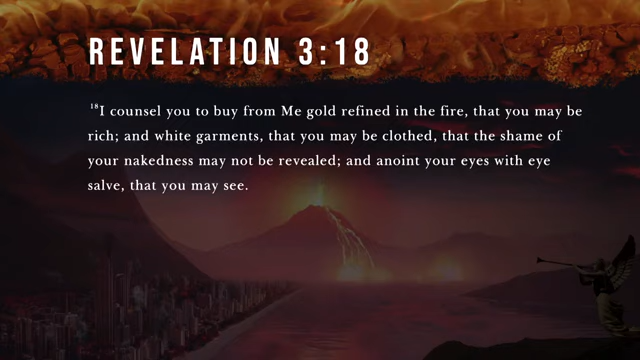 REVELATION 3:18
18I counsel you to buy from Me gold refined in the fire, that you may be
rich; and white garments, that you may be clothed, that the shame of
your nakedness may not be revealed; and anoint your eyes with eye
salve, that you may see.